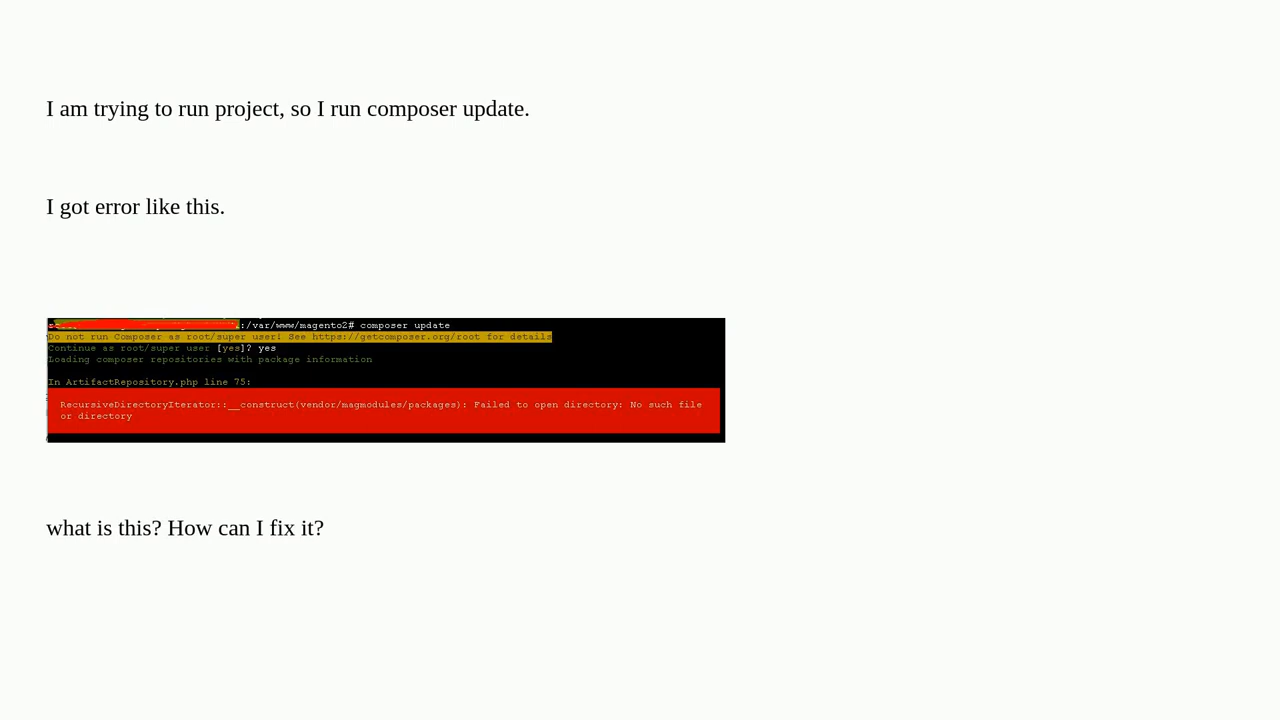 I am trying to run project, so I run composer update.
I got error like this.
:/var/www/magento2# composer update
Do not run Composer as root/super user! See https://getcomposer.org/root for details
Continue as root/super user [yes]? yes
Loading composer repositories with package information
In ArtifactRepository.php line 75:
RecursiveDirectoryIterator::__construct(vendor/magmodules/packages): Failed to open directory: No such file
or directory
what is this? How can I fix it?